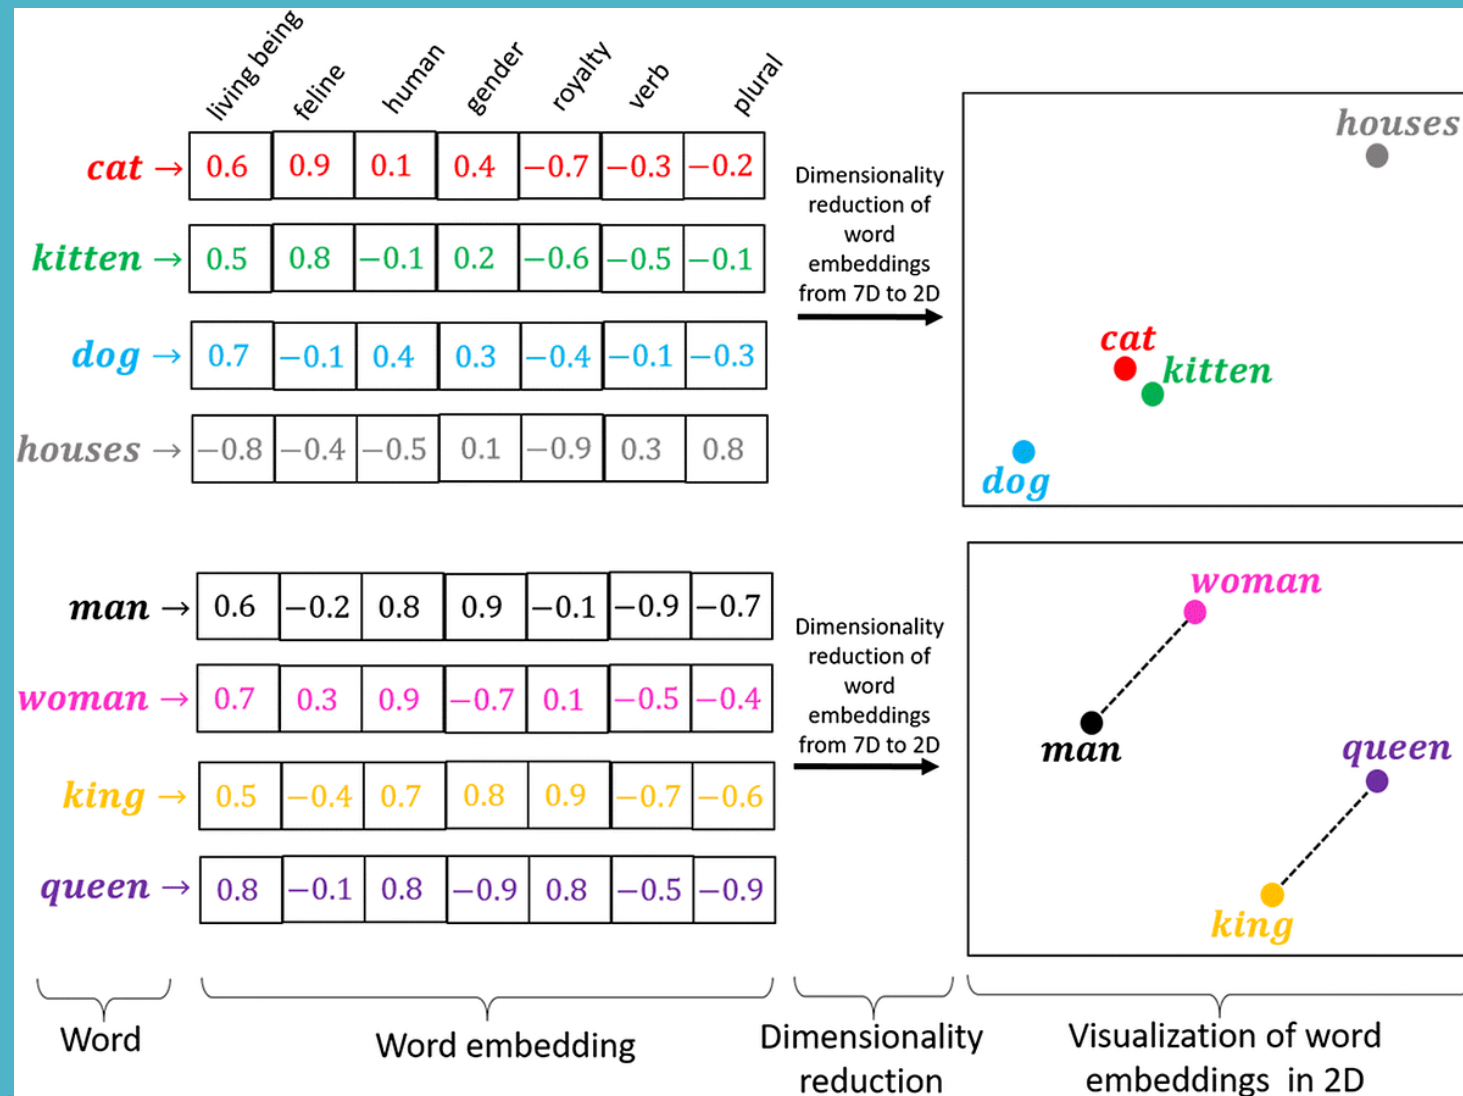 living being feline human gender royalty verb plural
cat → 0.6 0.9 0.1 0.4 −0.7 −0.3 −0.2
kitten → 0.5 0.8 −0.1 0.2 −0.6 −0.5 −0.1
dog → 0.7 −0.1 0.4 0.3 −0.4 −0.1 −0.3
houses → −0.8 −0.4 −0.5 0.1 −0.9 0.3 0.8
Dimensionality
reduction of
word
embeddings
from 7D to 2D
houses
cat
kitten
dog
man → 0.6 −0.2 0.8 0.9 −0.1 −0.9 −0.7
woman → 0.7 0.3 0.9 −0.7 0.1 −0.5 −0.4
king → 0.5 −0.4 0.7 0.8 0.9 −0.7 −0.6
queen → 0.8 −0.1 0.8 −0.9 0.8 −0.5 −0.9
Dimensionality
reduction of
word
embeddings
from 7D to 2D
woman
man
queen
king
Word
Word embedding
Dimensionality
reduction
Visualization of word
embeddings in 2D